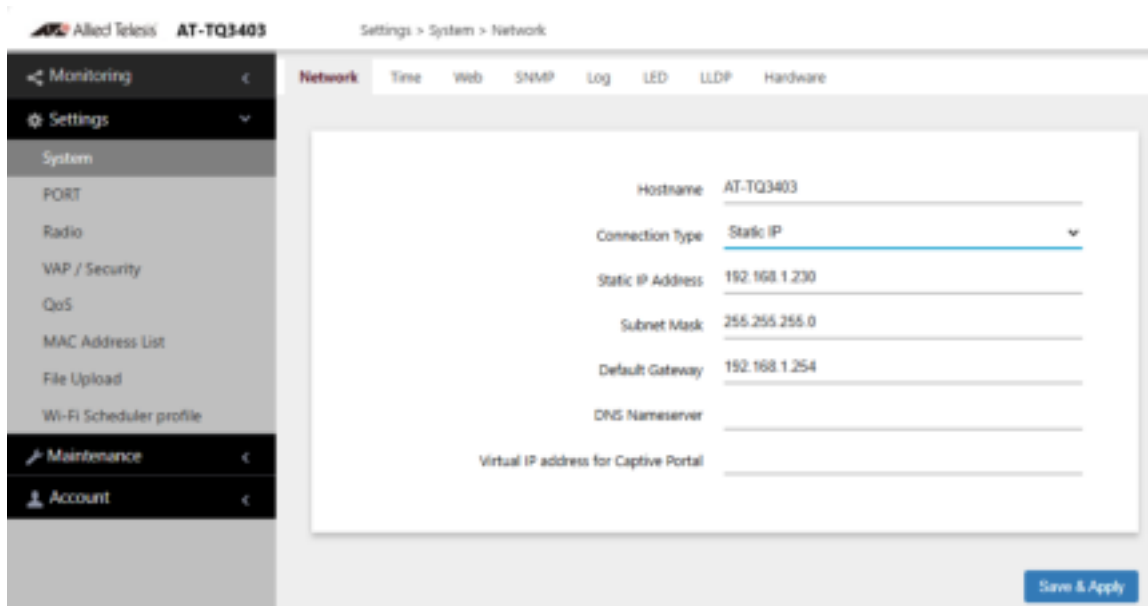 Allied Telesis AT-TQ3403 Settings > System > Network
Monitoring
Network Time Web SNMP Log LED LLDP Hardware
Settings
System
PORT
Radio
VAP / Security
QoS
MAC Address List
File Upload
Wi-Fi Scheduler profile
Maintenance
Account
Hostname AT-TQ3403
Connection Type Static IP
Static IP Address 192.168.1.230
Subnet Mask 255.255.255.0
Default Gateway 192.168.1.254
DNS Nameserver
Virtual IP address for Captive Portal
Save & Apply